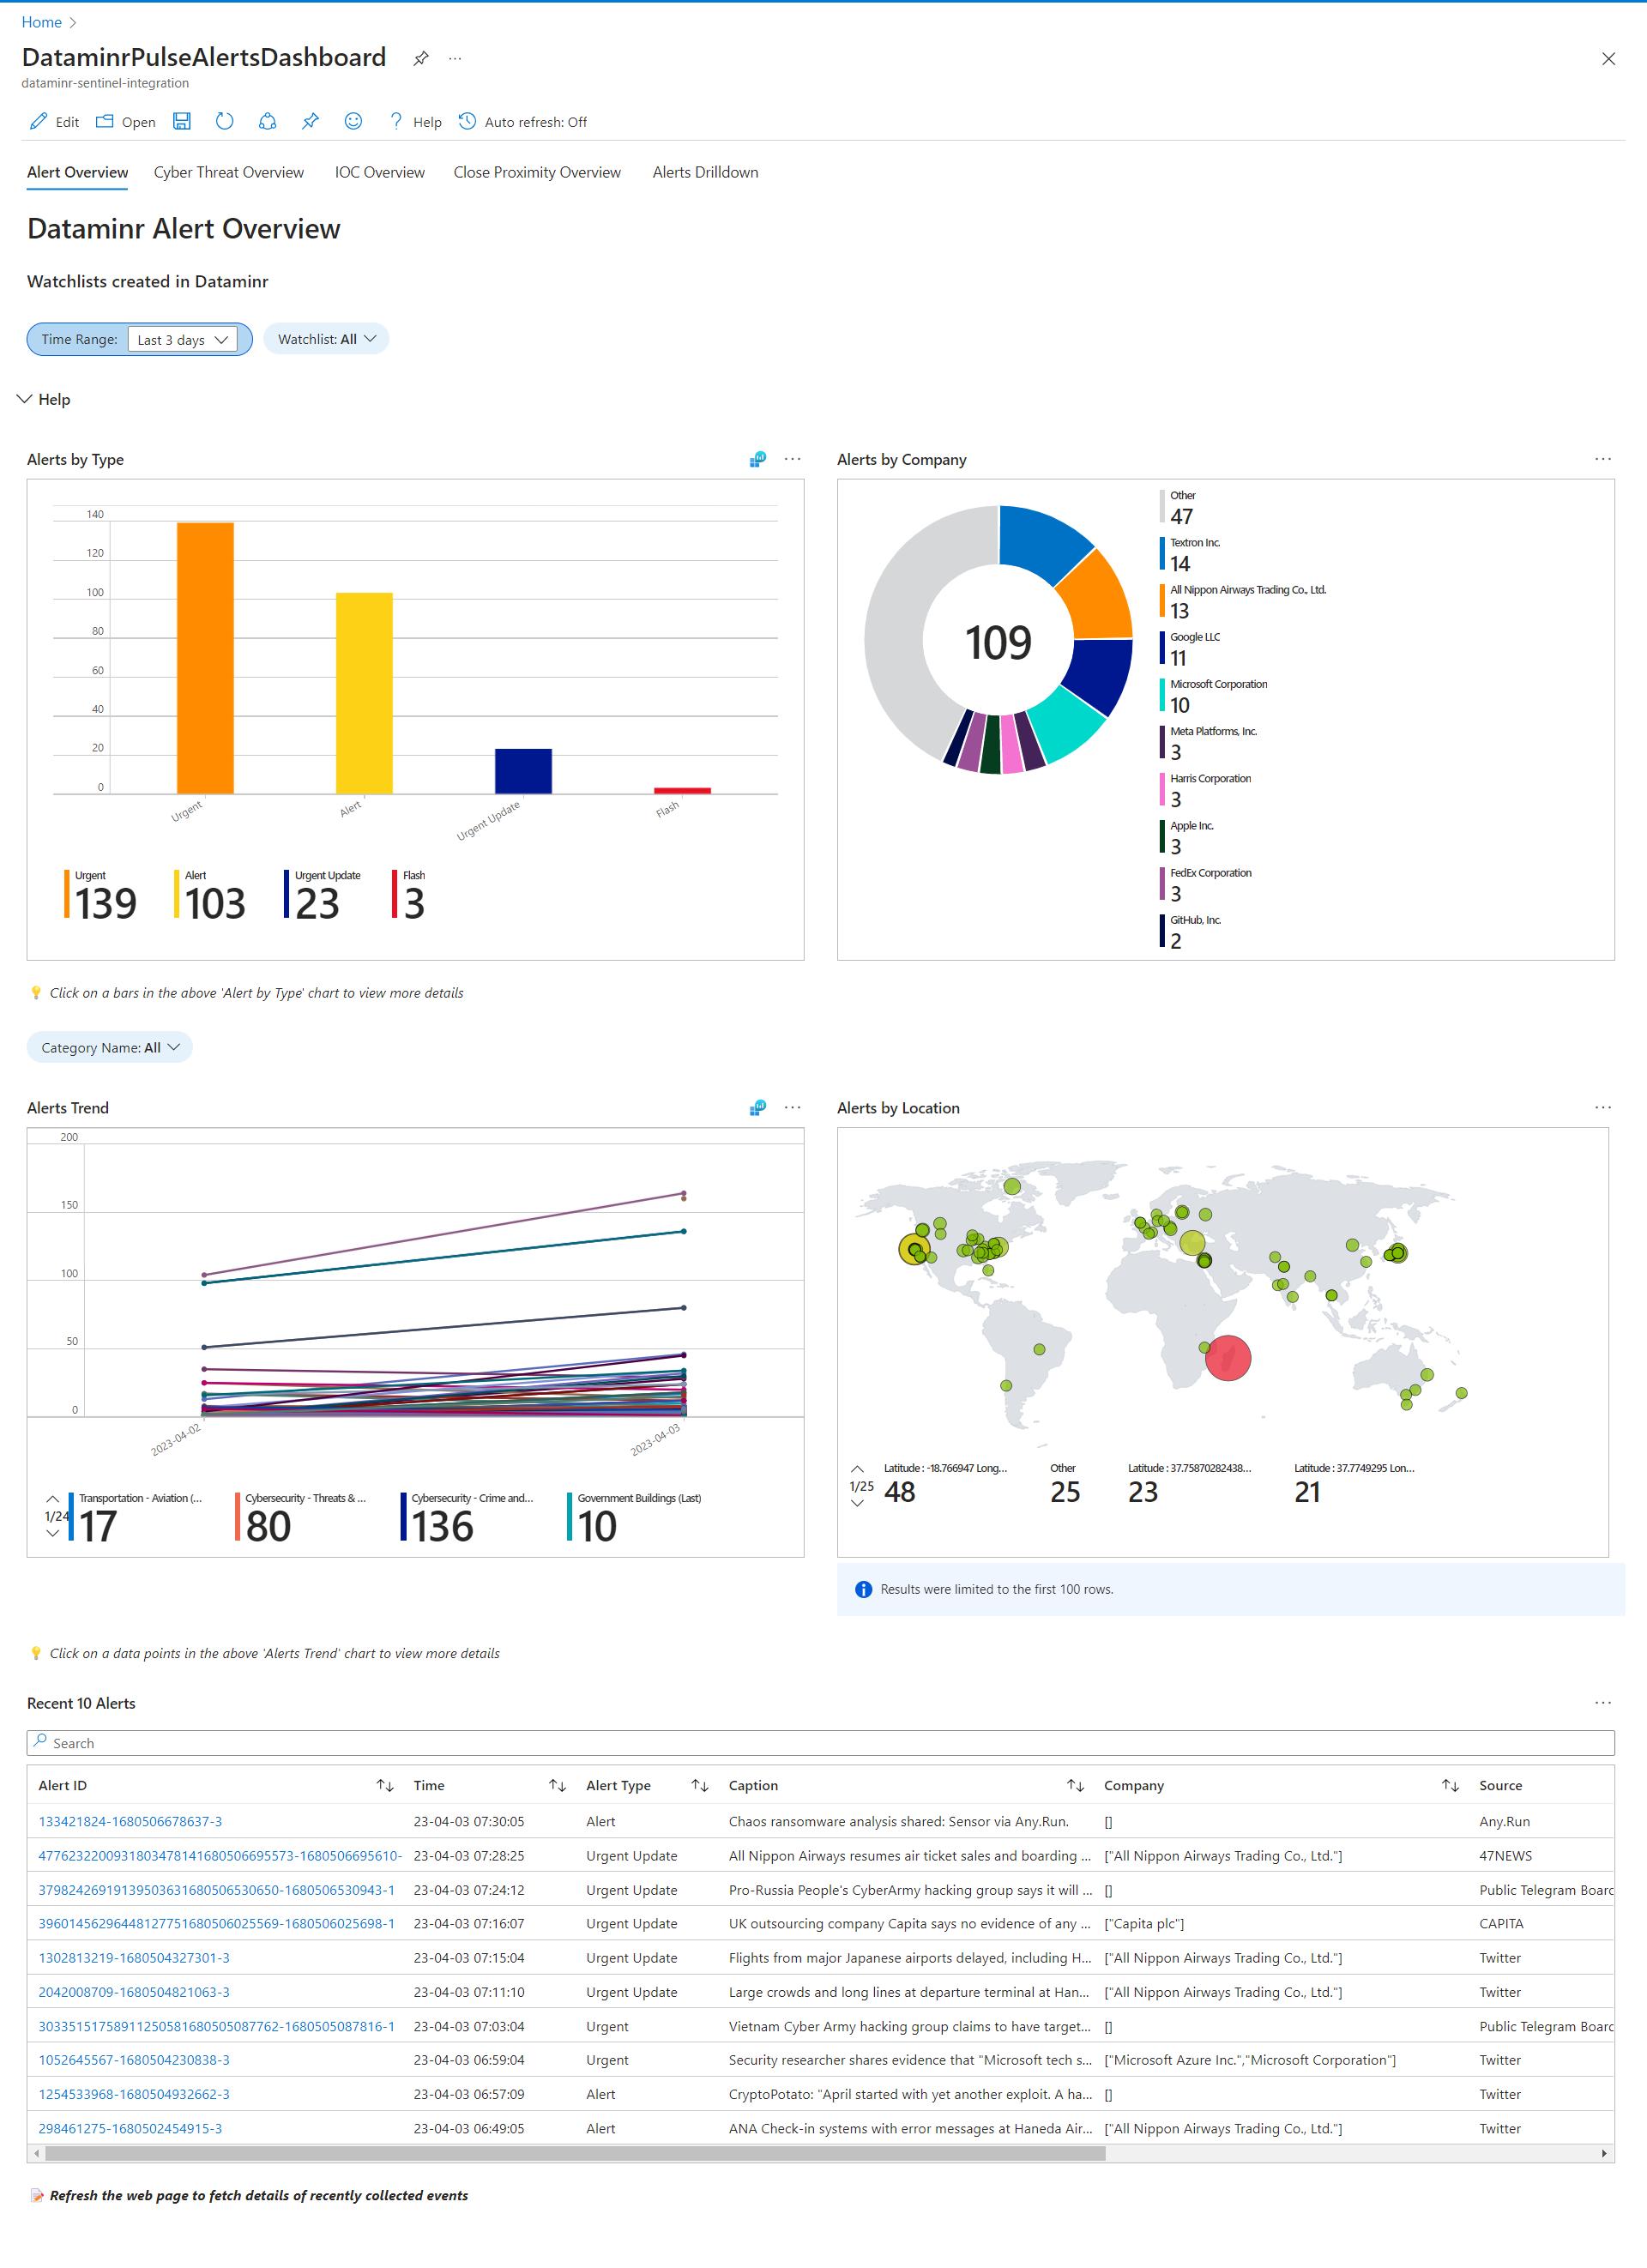 Home
DataminrPulseAlertsDashboard
dataminr-sentinel-integration
Edit Open Help Auto refresh: Off
Alert Overview Cyber Threat Overview IOC Overview Close Proximity Overview Alerts Drilldown
Dataminr Alert Overview
Watchlists created in Dataminr
Time Range: Last 3 days Watchlist: All
Help
Alerts by Type
140
120
100
80
60
40
20
0
Urgent Alert Urgent Update Flash
Urgent Alert Urgent Update Flash
139 103 23 3
Alerts by Company
109
Other
47
Textron Inc.
14
All Nippon Airways Trading Co., Ltd.
13
Google LLC
11
Microsoft Corporation
10
Meta Platforms, Inc.
3
Harris Corporation
3
Apple Inc.
3
FedEx Corporation
3
GitHub, Inc.
2
Click on a bars in the above 'Alert by Type' chart to view more details
Category Name: All
Alerts Trend
200
150
100
50
0
2023-04-02 2023-04-03
Transportation - Aviation (... Cybersecurity - Threats & ... Cybersecurity - Crime and... Government Buildings (Last)
1/24 17 80 136 10
Alerts by Location
Latitude : -18.766947 Long... Other Latitude : 37.75870282438... Latitude : 37.7749295 Lon...
1/25 48 25 23 21
Results were limited to the first 100 rows.
Click on a data points in the above 'Alerts Trend' chart to view more details
Recent 10 Alerts
Search
Alert ID Time Alert Type Caption Company Source
133421824-1680506678637-3 23-04-03 07:30:05 Alert Chaos ransomware analysis shared: Sensor via Any.Run. [] Any.Run
4776232200931803478141680506695573-1680506695610- 23-04-03 07:28:25 Urgent Update All Nippon Airways resumes air ticket sales and boarding ... ["All Nippon Airways Trading Co., Ltd."] 47NEWS
3798242691913950363168050653​0650-1680506530943-1 23-04-03 07:24:12 Urgent Update Pro-Russia People's CyberArmy hacking group says it will ... [] Public Telegram Boarc
39601456296448127751680506025569-1680506025698-1 23-04-03 07:16:07 Urgent Update UK outsourcing company Capita says no evidence of any ... ["Capita plc"] CAPITA
1302813219-1680504327301-3 23-04-03 07:15:04 Urgent Update Flights from major Japanese airports delayed, including H... ["All Nippon Airways Trading Co., Ltd."] Twitter
2042008709-1680504821063-3 23-04-03 07:11:10 Urgent Update Large crowds and long lines at departure terminal at Han... ["All Nippon Airways Trading Co., Ltd."] Twitter
30335151758911250581680505087762-1680505087816-1 23-04-03 07:03:04 Urgent Vietnam Cyber Army hacking group claims to have target... [] Public Telegram Boarc
1052645567-1680504230838-3 23-04-03 06:59:04 Urgent Security researcher shares evidence that "Microsoft tech s... ["Microsoft Azure Inc.","Microsoft Corporation"] Twitter
1254533968-1680504932662-3 23-04-03 06:57:09 Alert CryptoPotato: "April started with yet another exploit. A ha... [] Twitter
298461275-1680502454915-3 23-04-03 06:49:05 Alert ANA Check-in systems with error messages at Haneda Air... ["All Nippon Airways Trading Co., Ltd."] Twitter
Refresh the web page to fetch details of recently collected events